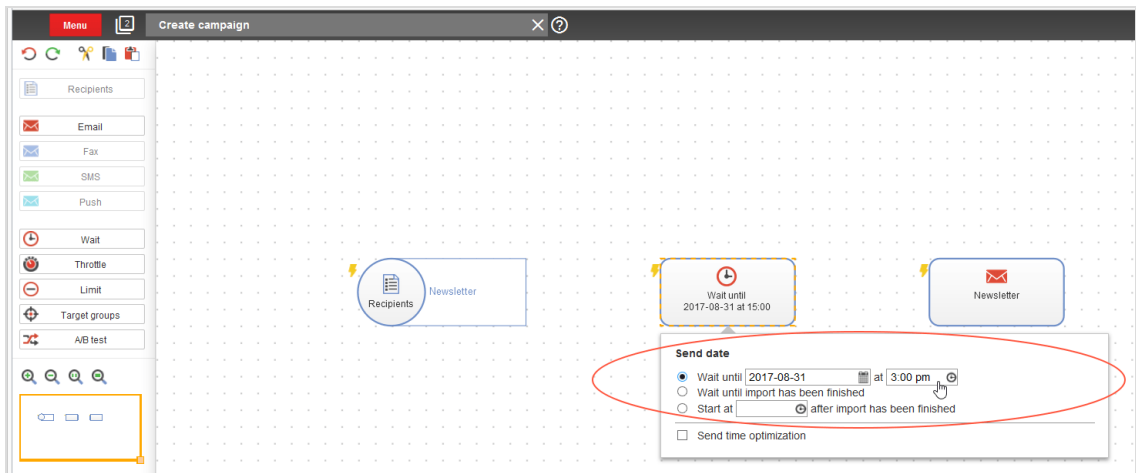 Menu 2 Create campaign
Recipients
Email
Fax
SMS
Push
Wait
Throttle
Limit
Target groups
A/B test
Recipients
Newsletter
Wait until
2017-08-31 at 15:00
Newsletter
Send date
Wait until 2017-08-31 at 3:00 pm
Wait until import has been finished
Start at after import has been finished
Send time optimization